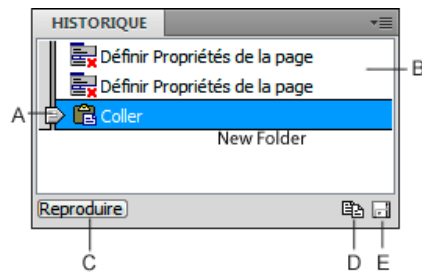 HISTORIQUE
Définir Propriétés de la page
B
Définir Propriétés de la page
A
Coller
New Folder
Reproduire
C
D
E